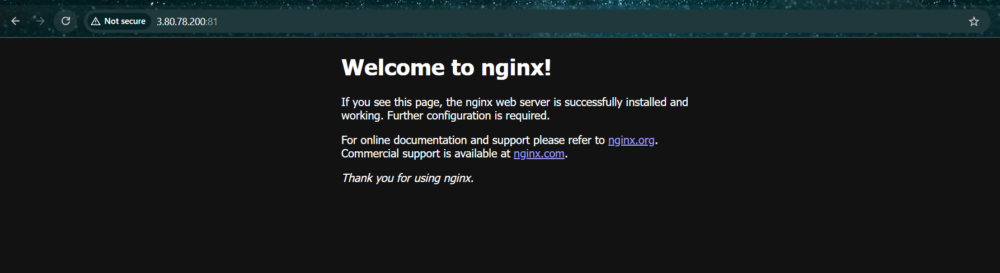 Not secure 3.80.78.200:81
Welcome to nginx!
If you see this page, the nginx web server is successfully installed and
working. Further configuration is required.
For online documentation and support please refer to nginx.org.
Commercial support is available at nginx.com.
Thank you for using nginx.